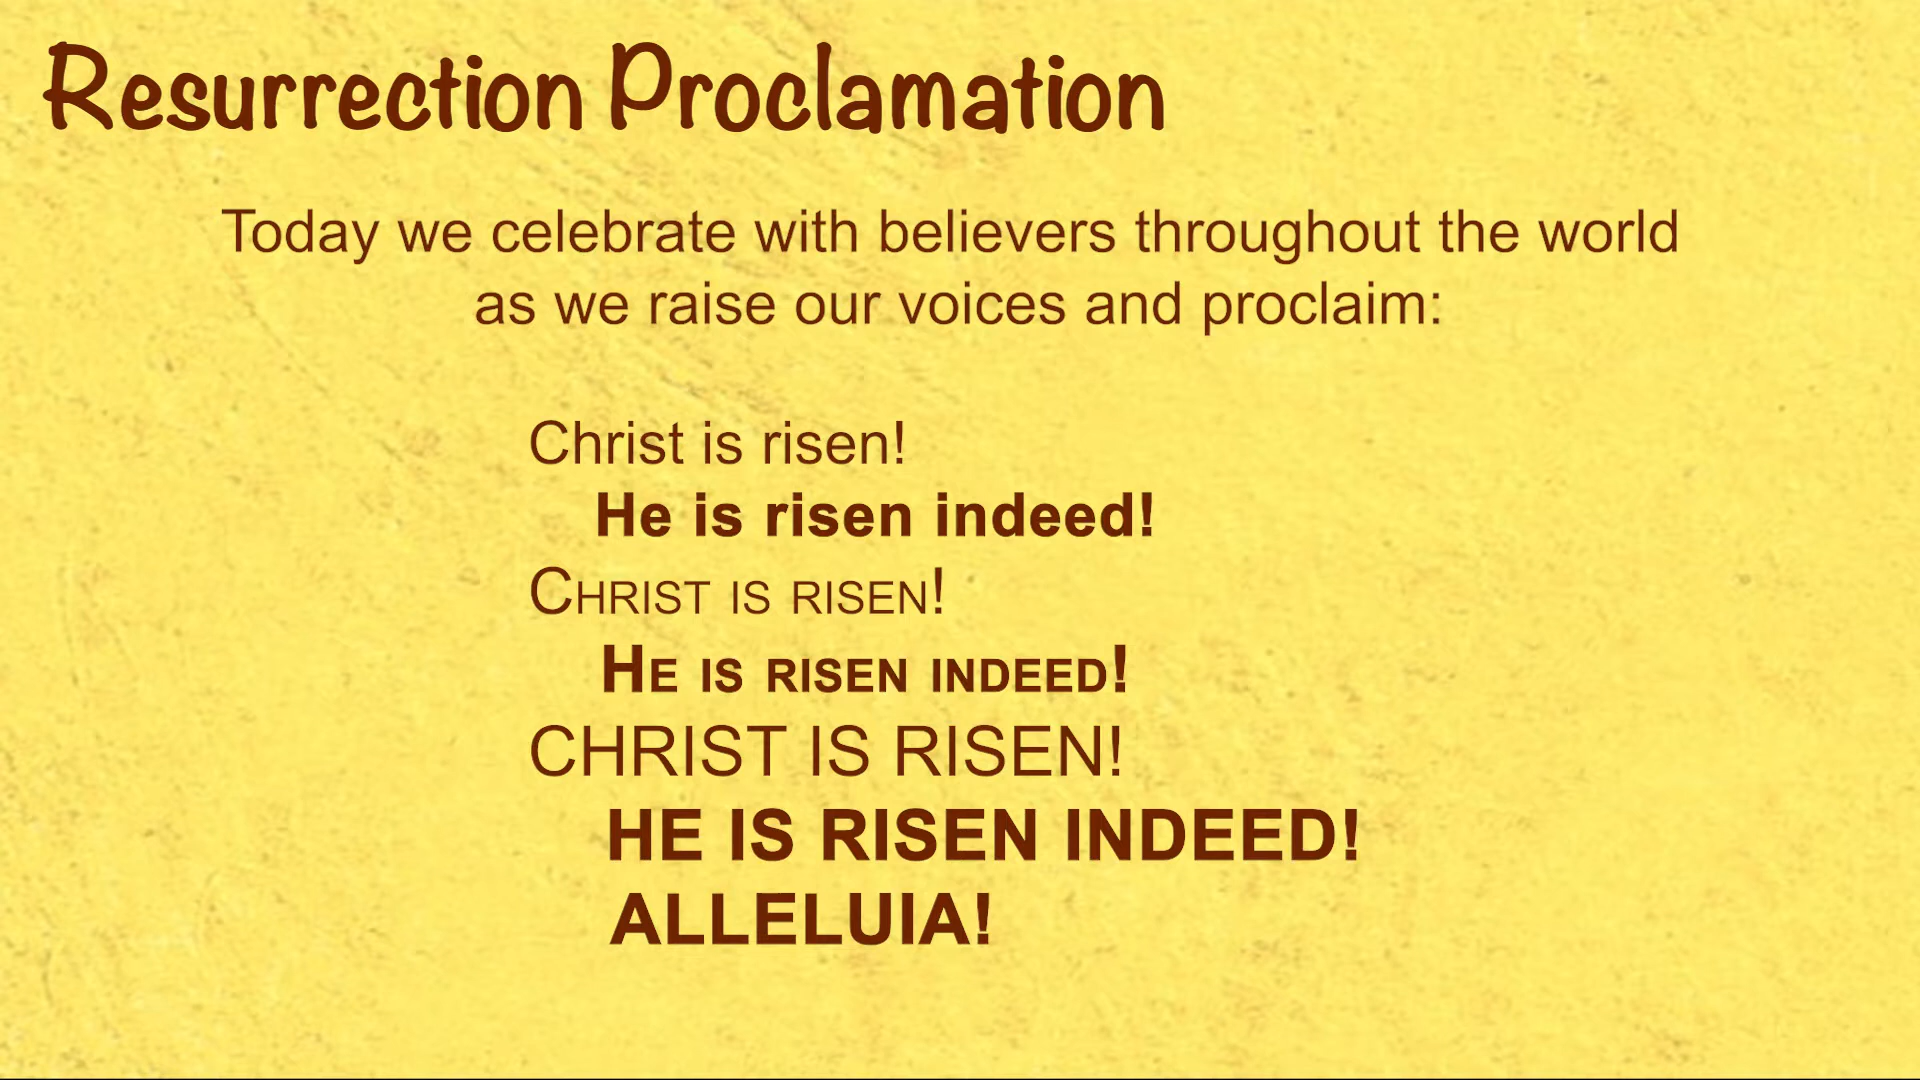 Resurrection Proclamation
Today we celebrate with believers throughout the world
as we raise our voices and proclaim:
Christ is risen!
He is risen indeed!
CHRIST IS RISEN!
HE IS RISEN INDEED!
CHRIST IS RISEN!
HE IS RISEN INDEED!
ALLELUIA!